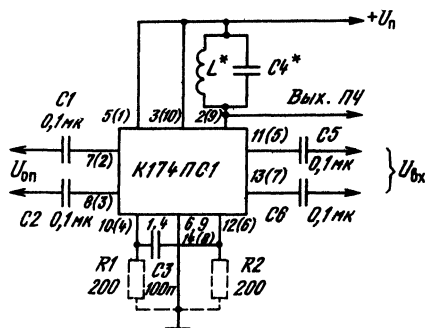 +Uп
L*
C4*
Вых. ПЧ
C1
0,1мк
5(1)
3(10)
2(9)
11(5)
C5
0,1мк
7(2)
К174ПС1
Uоп
Uвх
8(3)
13(7)
C2
0,1мк
10(4)
1,4
6,9
14(8)
12(6)
C6
0,1мк
R1
200
C3
100п
R2
200